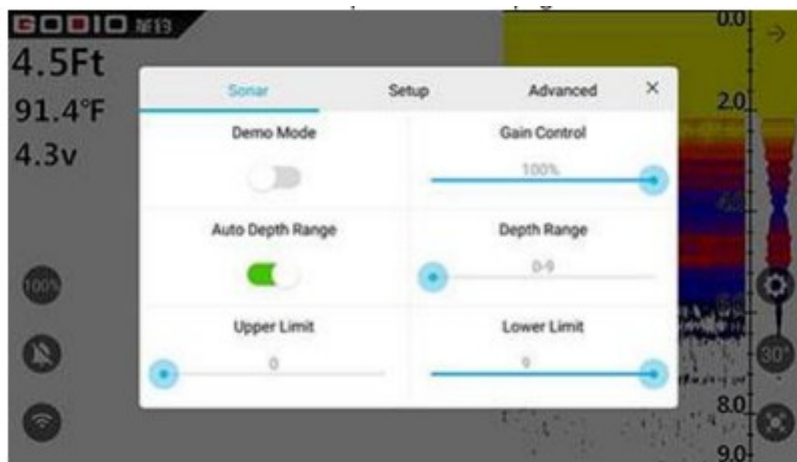 GODIO
4.5Ft
91.4°F
4.3v
Sonar
Setup
Advanced
×
Demo Mode
Gain Control
100%
Auto Depth Range
Depth Range
0-9
Upper Limit
0
Lower Limit
9
100%
30°
0.0
2.0
8.0
9.0